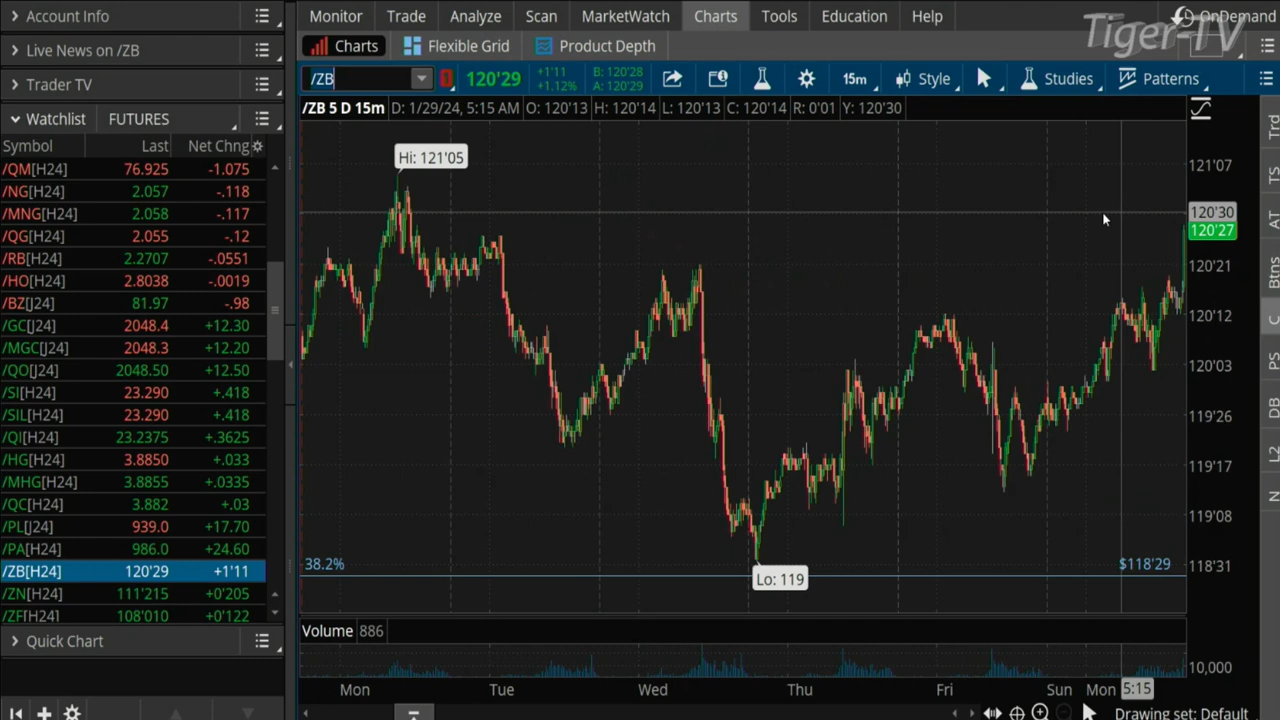 Account Info
Live News on /ZB
Trader TV
Watchlist FUTURES
Symbol Last Net Chng
/QM[H24] 76.925 -1.075
/NG[H24] 2.057 -.118
/MNG[H24] 2.058 -.117
/QG[H24] 2.055 -.12
/RB[H24] 2.2707 -.0551
/HO[H24] 2.8038 -.0019
/BZ[J24] 81.97 -.98
/GC[J24] 2048.4 +12.30
/MGC[J24] 2048.3 +12.20
/QO[J24] 2048.50 +12.50
/SI[H24] 23.290 +.418
/SIL[H24] 23.290 +.418
/QI[H24] 23.2375 +.3625
/HG[H24] 3.8850 +.033
/MHG[H24] 3.8855 +.0335
/QC[H24] 3.882 +.03
/PL[J24] 939.0 +17.70
/PA[H24] 986.0 +24.60
/ZB[H24] 120'29 +1'11
/ZN[H24] 111'215 +0'205
/ZF[H24] 108'010 +0'122
Quick Chart
Monitor Trade Analyze Scan MarketWatch Charts Tools Education Help
Tiger-TV
OnDemand
Charts Flexible Grid Product Depth
/ZB 1 120'29 +1'11 +1.12% B: 120'28 A: 120'29 15m Style Studies Patterns
/ZB 5 D 15m D: 1/29/24, 5:15 AM O: 120'13 H: 120'14 L: 120'13 C: 120'14 R: 0'01 Y: 120'30
Hi: 121'05
121'07
120'30
120'27
120'21
120'12
120'03
119'26
119'17
119'08
38.2% $118'29 118'31
Lo: 119
Volume 886
10,000
Mon Tue Wed Thu Fri Sun Mon 5:15
Drawing set: Default
Trd
TS
AT
Btns
C
PS
DB
L2
N